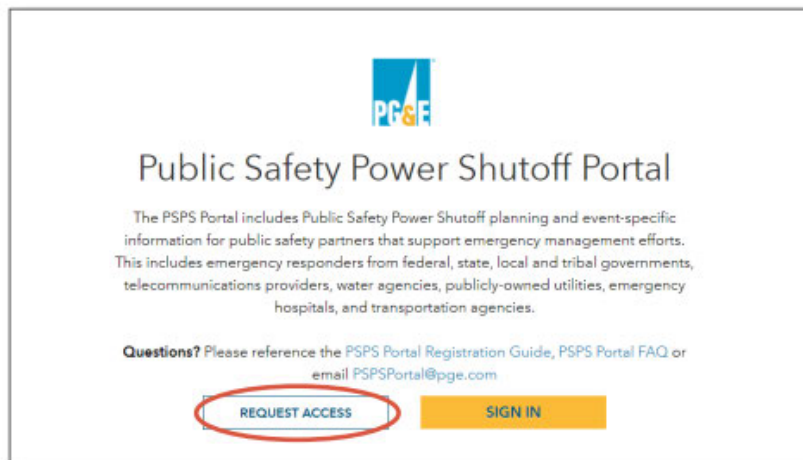 PG&E
Public Safety Power Shutoff Portal
The PSPS Portal includes Public Safety Power Shutoff planning and event-specific
information for public safety partners that support emergency management efforts.
This includes emergency responders from federal, state, local and tribal governments,
telecommunications providers, water agencies, publicly-owned utilities, emergency
hospitals, and transportation agencies.
Questions? Please reference the PSPS Portal Registration Guide, PSPS Portal FAQ or
email PSPSPortal@pge.com
REQUEST ACCESS SIGN IN